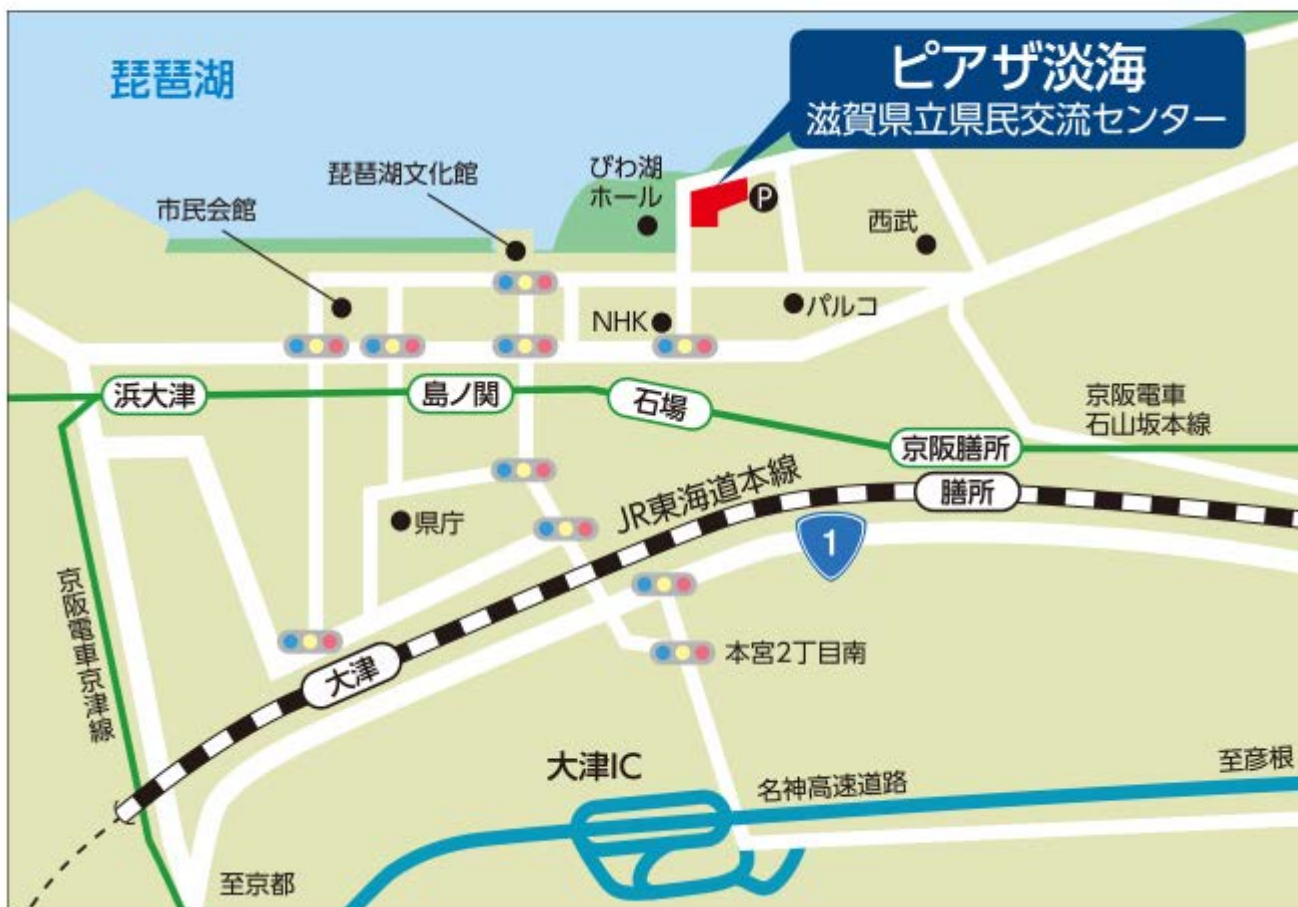 琵琶湖
ピアザ淡海
滋賀県立県民交流センター
琵琶湖文化館
びわ湖
ホール
P
市民会館
西武
NHK
パルコ
浜大津
島ノ関
石場
京阪電車
石山坂本線
京阪膳所
膳所
JR東海道本線
県庁
1
京阪電車京津線
本宮2丁目南
大津
大津IC
名神高速道路
至彦根
至京都